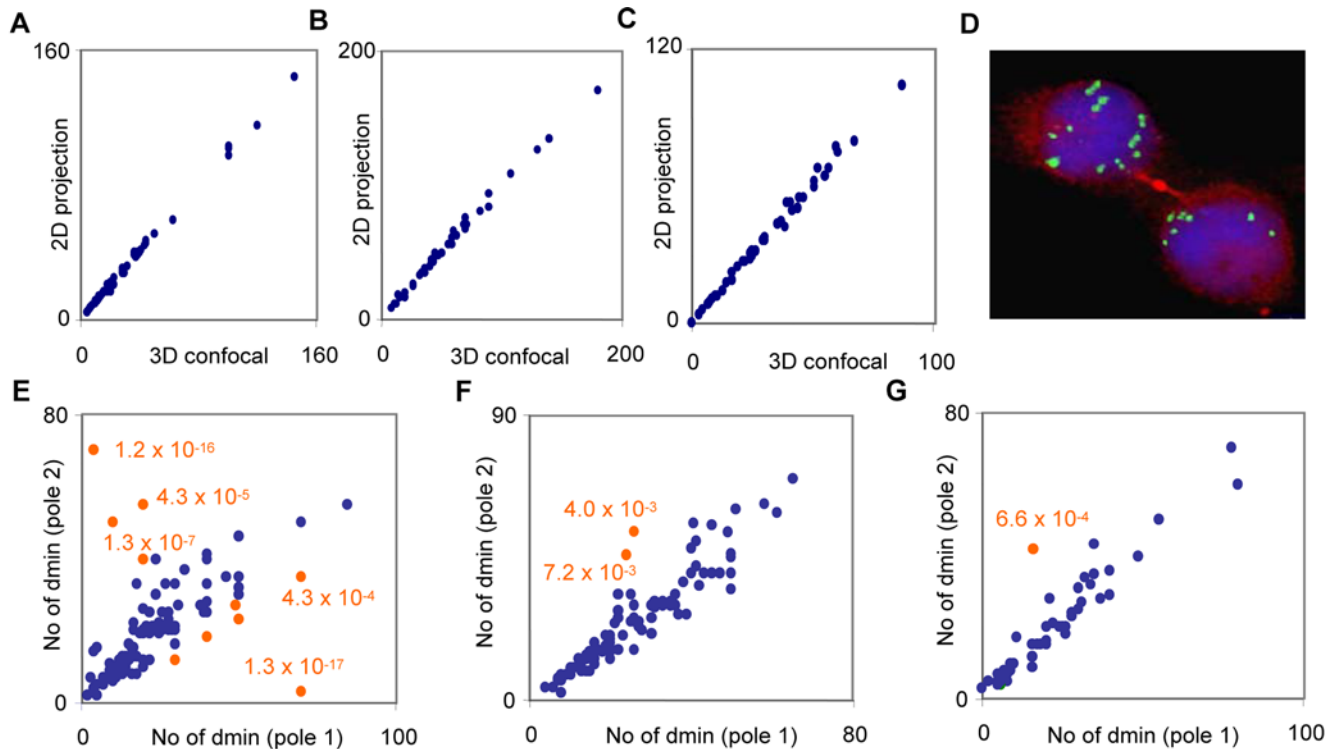 A
160
2D projection
0
0
160
3D confocal
B
200
2D projection
0
0
200
3D confocal
C
120
2D projection
0
0
100
3D confocal
D
E
80
No of dmin (pole 2)
1.2 x 10⁻¹⁶
4.3 x 10⁻⁵
1.3 x 10⁻⁷
4.3 x 10⁻⁴
1.3 x 10⁻¹⁷
0
0
100
No of dmin (pole 1)
F
90
No of dmin (pole 2)
4.0 x 10⁻³
7.2 x 10⁻³
0
0
80
No of dmin (pole 1)
G
80
No of dmin (pole 2)
6.6 x 10⁻⁴
0
0
100
No of dmin (pole 1)